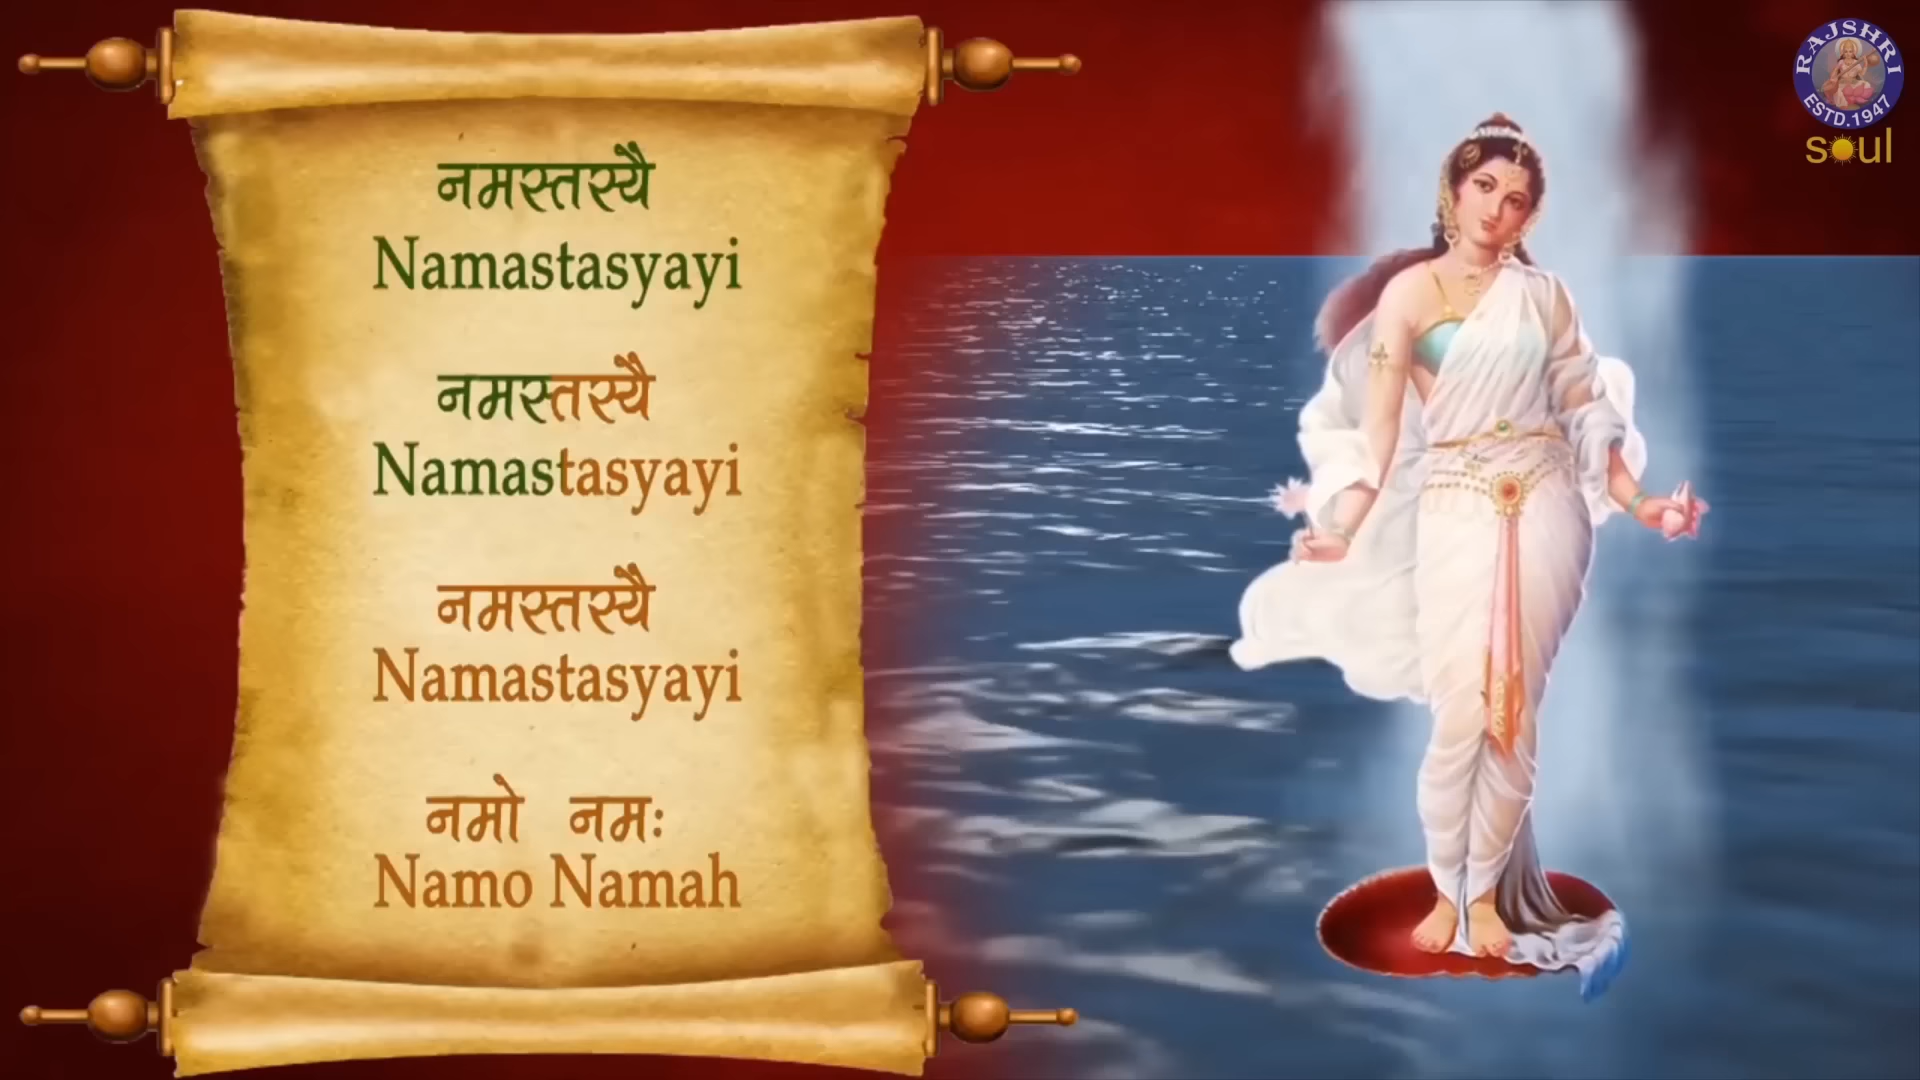 नमस्तस्यै
Namastasyayi
नमस्तस्यै
Namastasyayi
नमस्तस्यै
Namastasyayi
नमो नमः
Namo Namah
RAJSHRI
ESTD.1947
soul